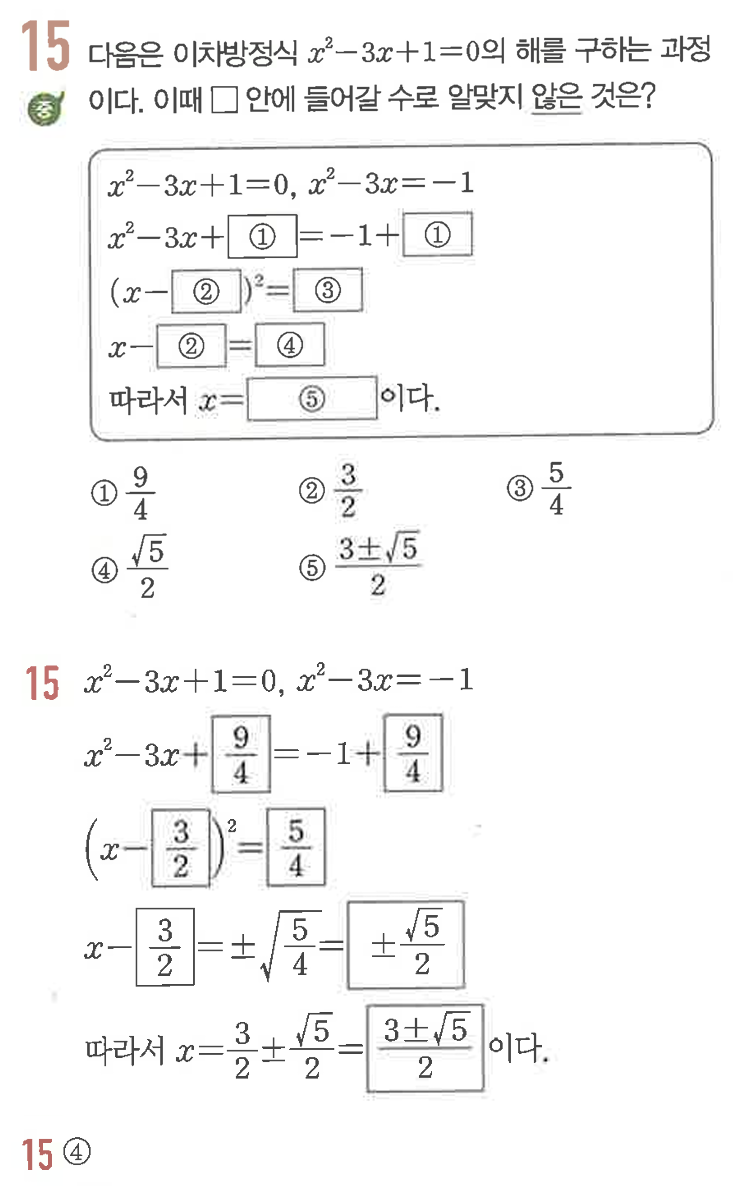 15 다음은 이차방정식 x²-3x+1=0의 해를 구하는 과정
중 이다. 이때 □ 안에 들어갈 수로 알맞지 않은 것은?
x²-3x+1=0, x²-3x=-1
x²-3x+①=-1+①
(x-②)²=③
x-②=④
따라서 x=⑤이다.
① 9/4 ② 3/2 ③ 5/4
④ √5/2 ⑤ (3±√5)/2
15 x²-3x+1=0, x²-3x=-1
x²-3x+9/4=-1+9/4
(x-3/2)²=5/4
x-3/2=±√(5/4)=±√5/2
따라서 x=3/2±√5/2=(3±√5)/2이다.
15 ④